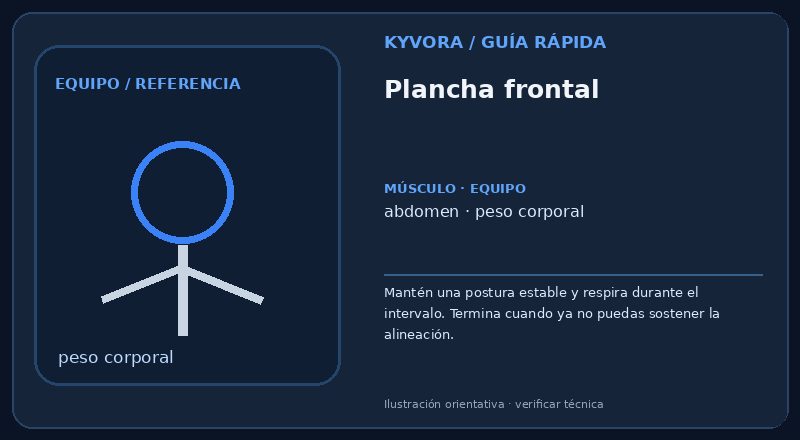 EQUIPO / REFERENCIA
peso corporal
KYVORA / GUÍA RÁPIDA
Plancha frontal
MÚSCULO · EQUIPO
abdomen · peso corporal
Mantén una postura estable y respira durante el
intervalo. Termina cuando ya no puedas sostener la
alineación.
Ilustración orientativa · verificar técnica